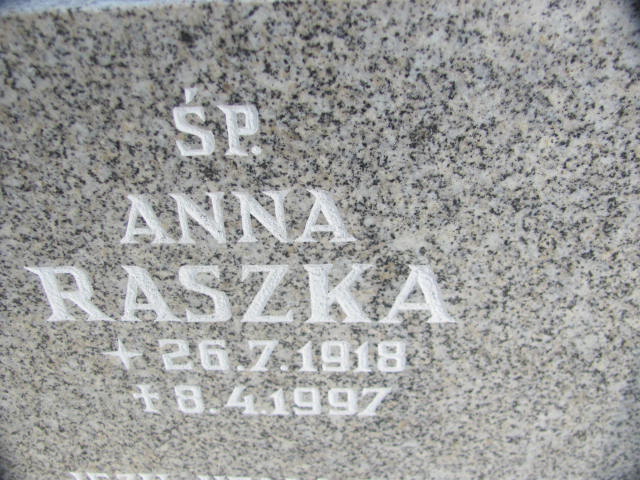 ŚP.
ANNA
RASZKA
✦ 26.7.1918
✝ 8.4.1997